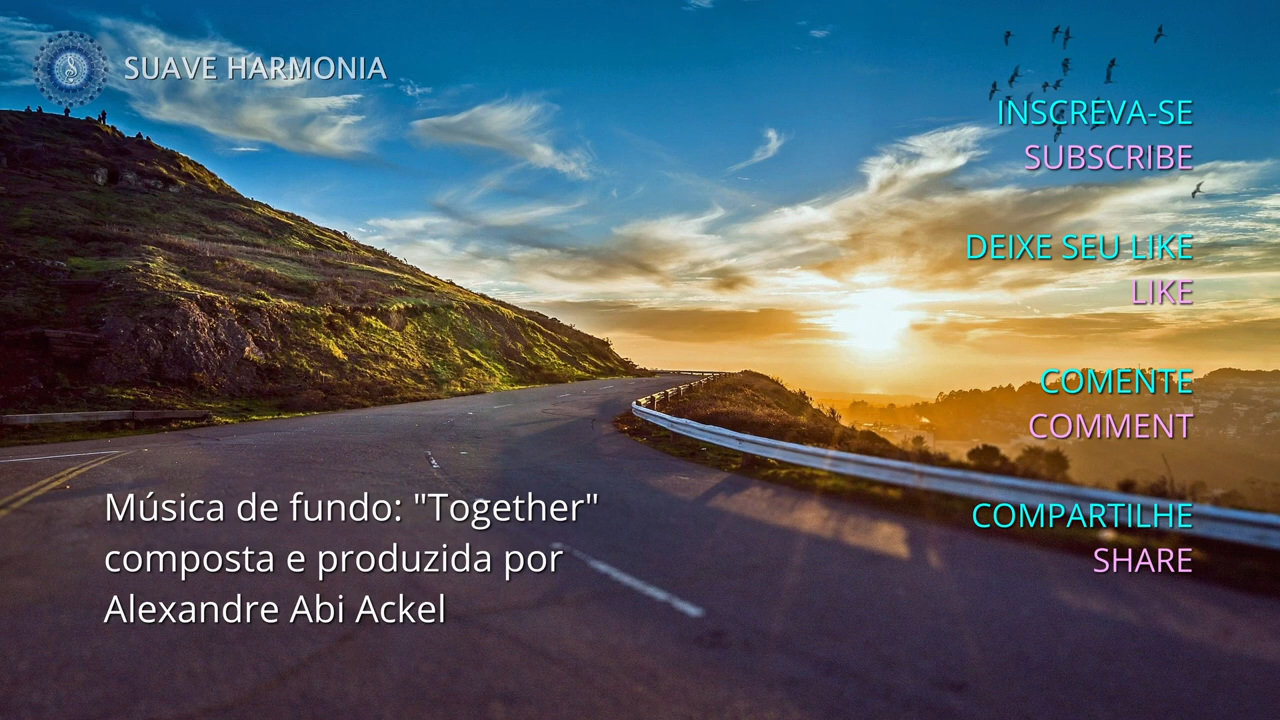 SUAVE HARMONIA
INSCREVA-SE
SUBSCRIBE
DEIXE SEU LIKE
LIKE
COMENTE
COMMENT
COMPARTILHE
SHARE
Música de fundo: "Together"
composta e produzida por
Alexandre Abi Ackel